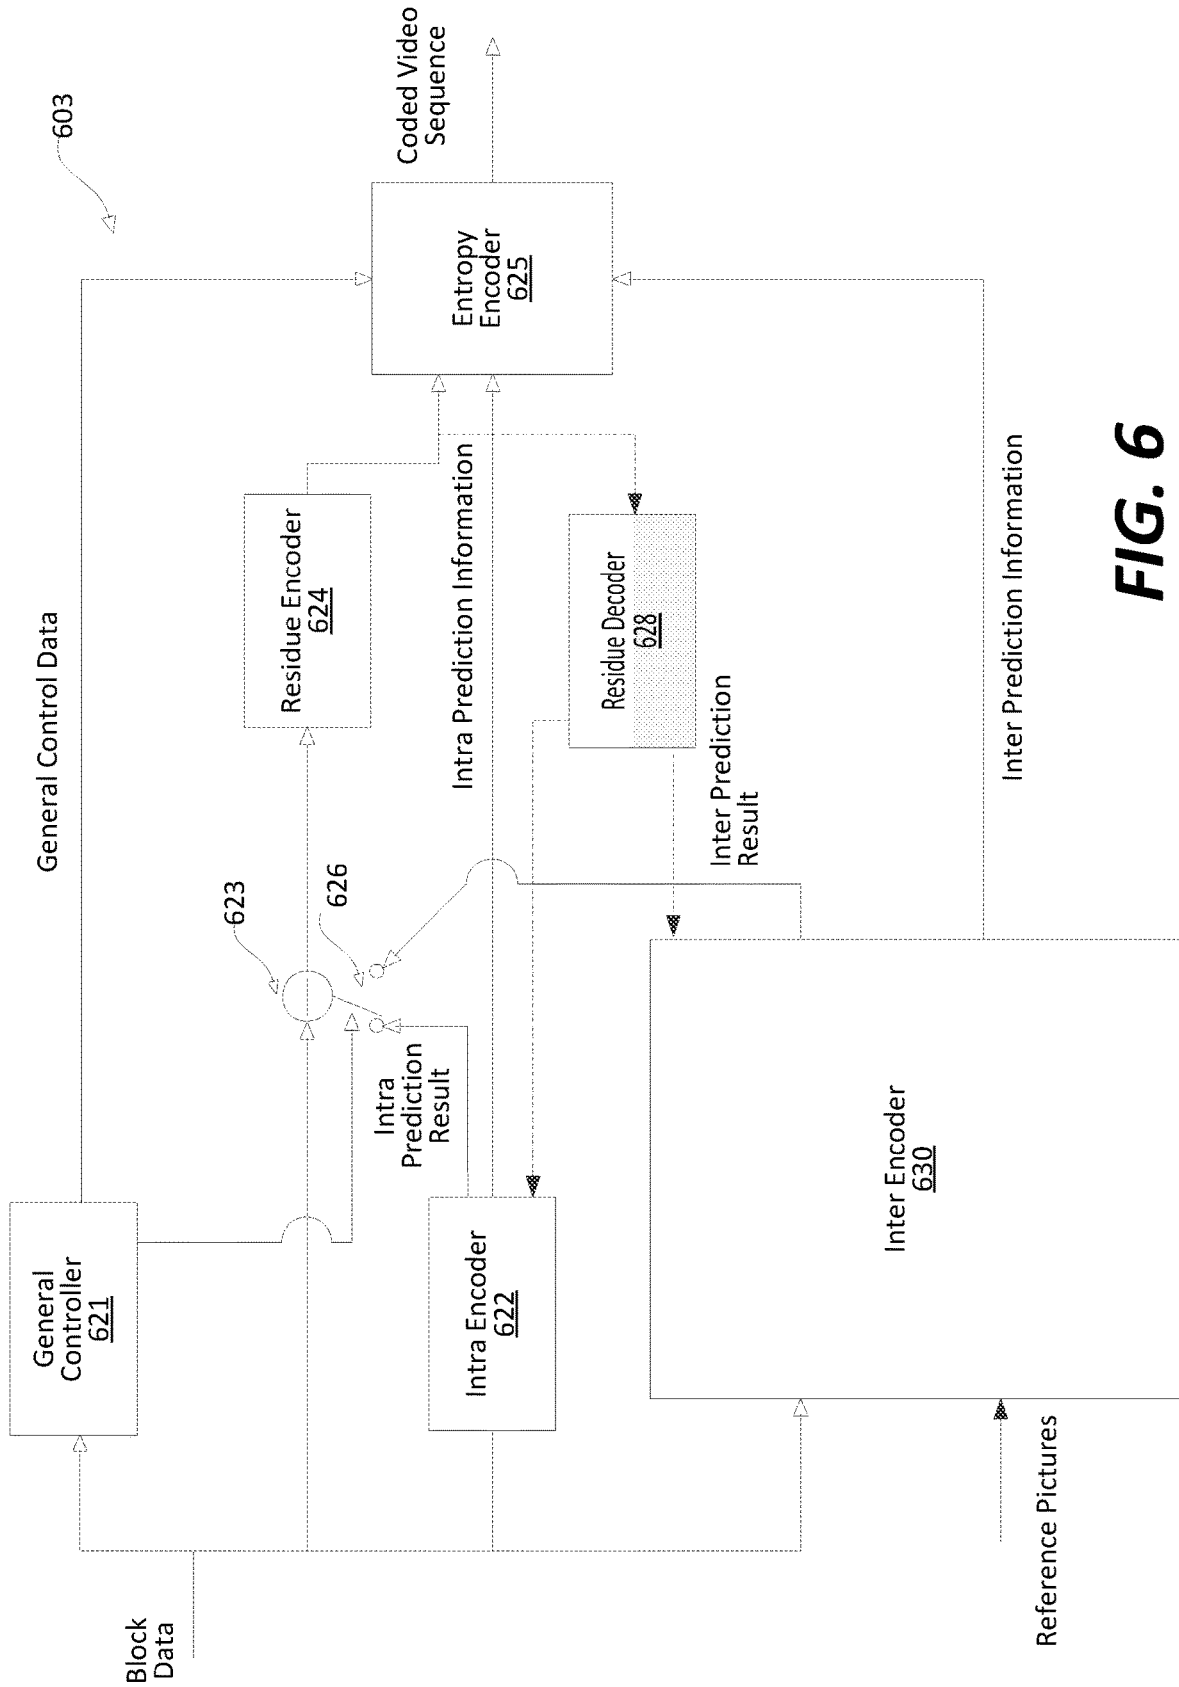 603
General Control Data
General
Controller
621
623
626
Residue Encoder
624
Coded Video
Sequence
Entropy
Encoder
625
Block
Data
Intra
Prediction
Result
Intra Prediction Information
Intra Encoder
622
Residue Decoder
628
Inter Prediction
Result
Inter Encoder
630
Inter Prediction Information
Reference Pictures
FIG. 6